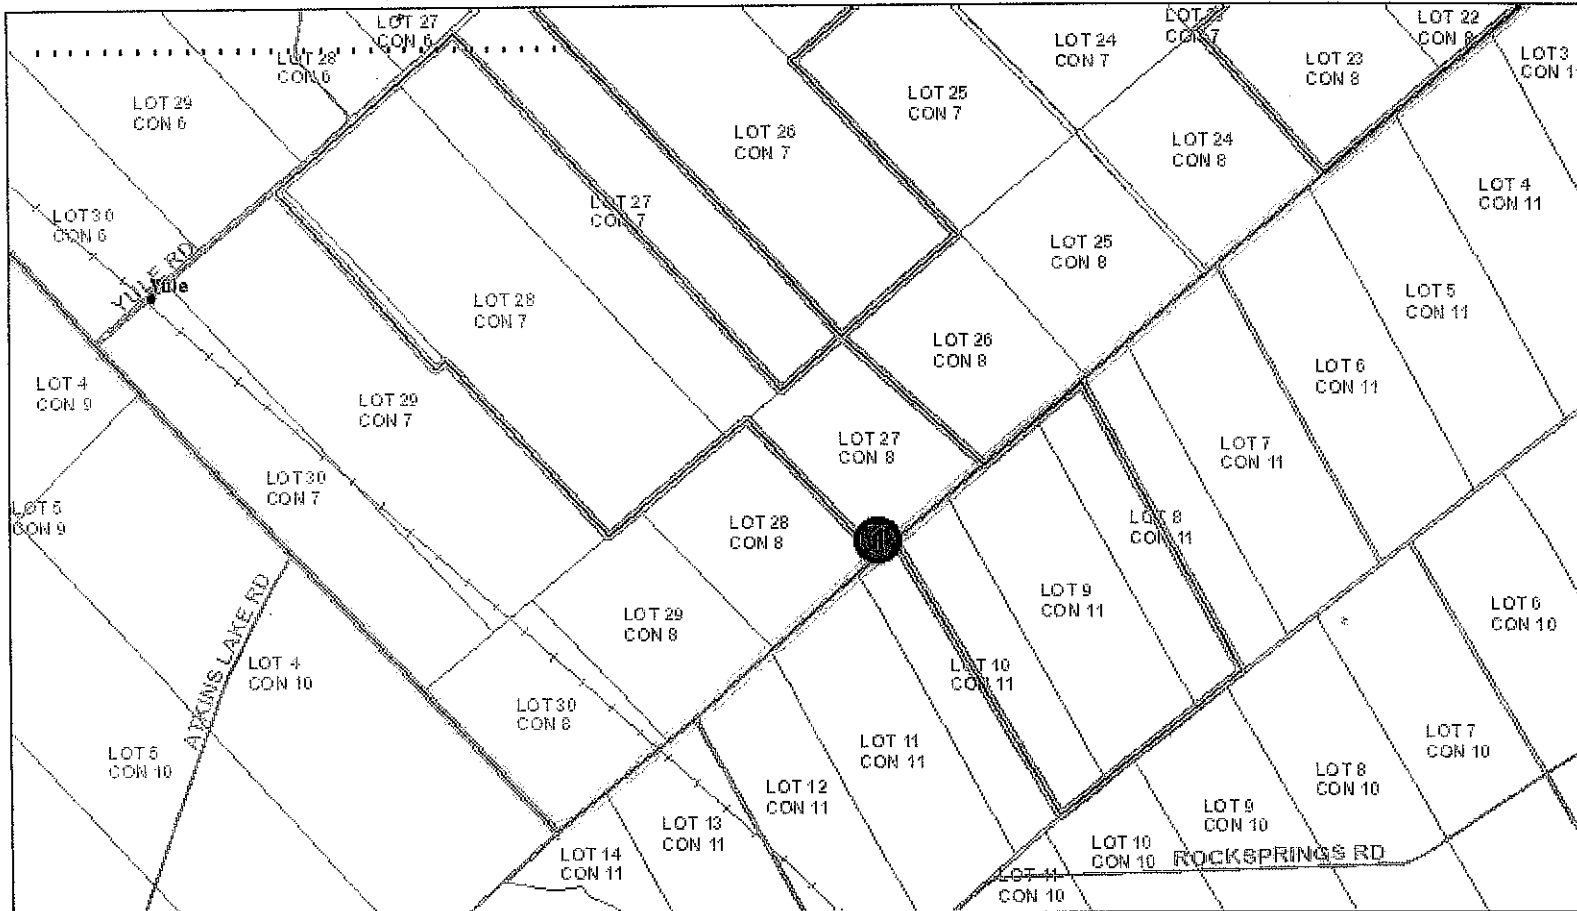 LOT 27
CON 6
LOT 28
CON 6
LOT 29
CON 6
LOT 30
CON 6
YULE RD
Yule
LOT 24
CON 7
LOT 25
CON 7
LOT 26
CON 7
LOT 27
CON 7
LOT 28
CON 7
LOT 29
CON 7
LOT 30
CON 7
LOT 22
CON 8
LOT 23
CON 8
LOT 24
CON 8
LOT 25
CON 8
LOT 26
CON 8
LOT 27
CON 8
LOT 28
CON 8
LOT 29
CON 8
LOT 30
CON 8
LOT 4
CON 9
LOT 5
CON 9
ATKINS LAKE RD
LOT 4
CON 10
LOT 5
CON 10
LOT 3
LOT 4
CON 11
LOT 5
CON 11
LOT 6
CON 11
LOT 7
CON 11
LOT 8
CON 11
LOT 9
CON 11
LOT 10
CON 11
LOT 11
CON 11
LOT 12
CON 11
LOT 13
CON 11
LOT 14
CON 11
LOT 6
CON 10
LOT 7
CON 10
LOT 8
CON 10
LOT 9
CON 10
LOT 10
CON 10
LOT 11
CON 10
ROCKSPRINGS RD